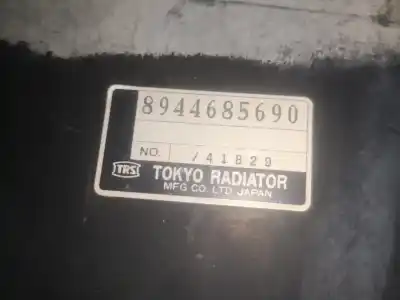 8944685690
NO. 741829
TRS TOKYO RADIATOR
MFG CO. LTD. JAPAN